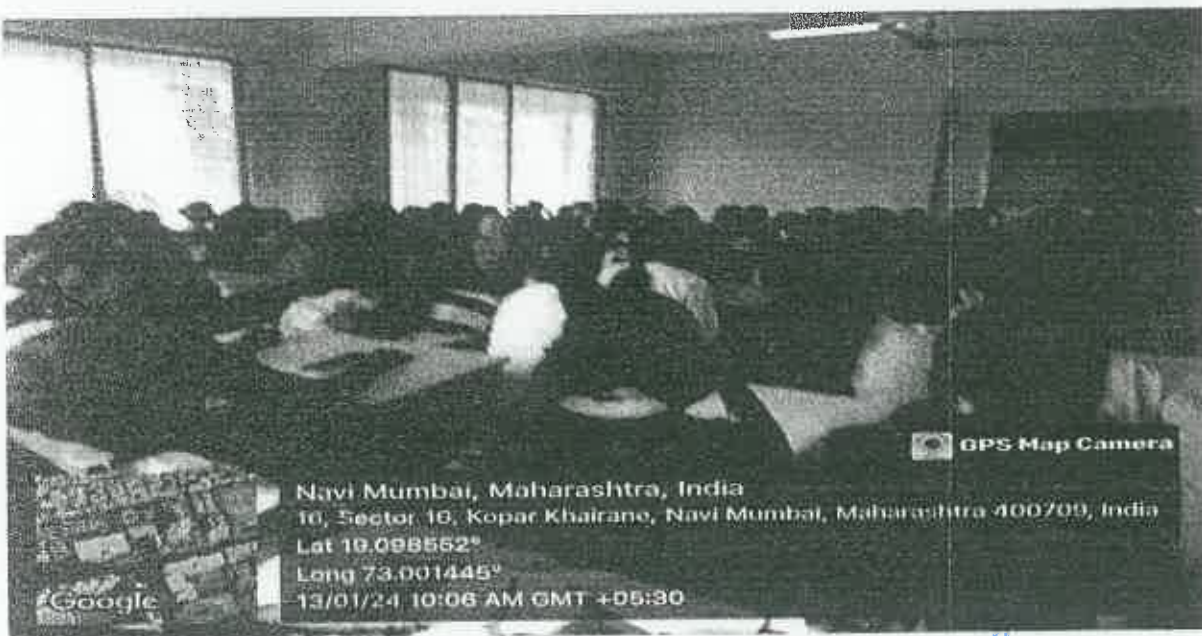 GPS Map Camera
Navi Mumbai, Maharashtra, India
16, Sector 16, Kopar Khairane, Navi Mumbai, Maharashtra 400709, India
Lat 19.098552°
Long 73.001445°
13/01/24 10:06 AM GMT +05:30
Google